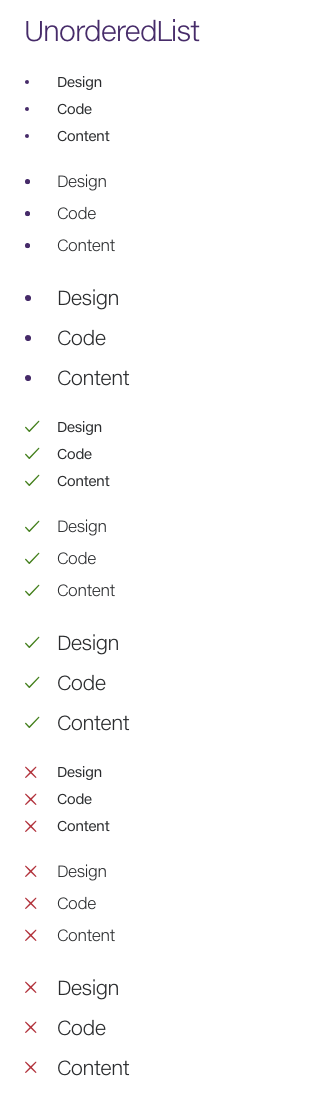 UnorderedList
• Design
• Code
• Content
• Design
• Code
• Content
• Design
• Code
• Content
✓ Design
✓ Code
✓ Content
✓ Design
✓ Code
✓ Content
✓ Design
✓ Code
✓ Content
✕ Design
✕ Code
✕ Content
✕ Design
✕ Code
✕ Content
✕ Design
✕ Code
✕ Content